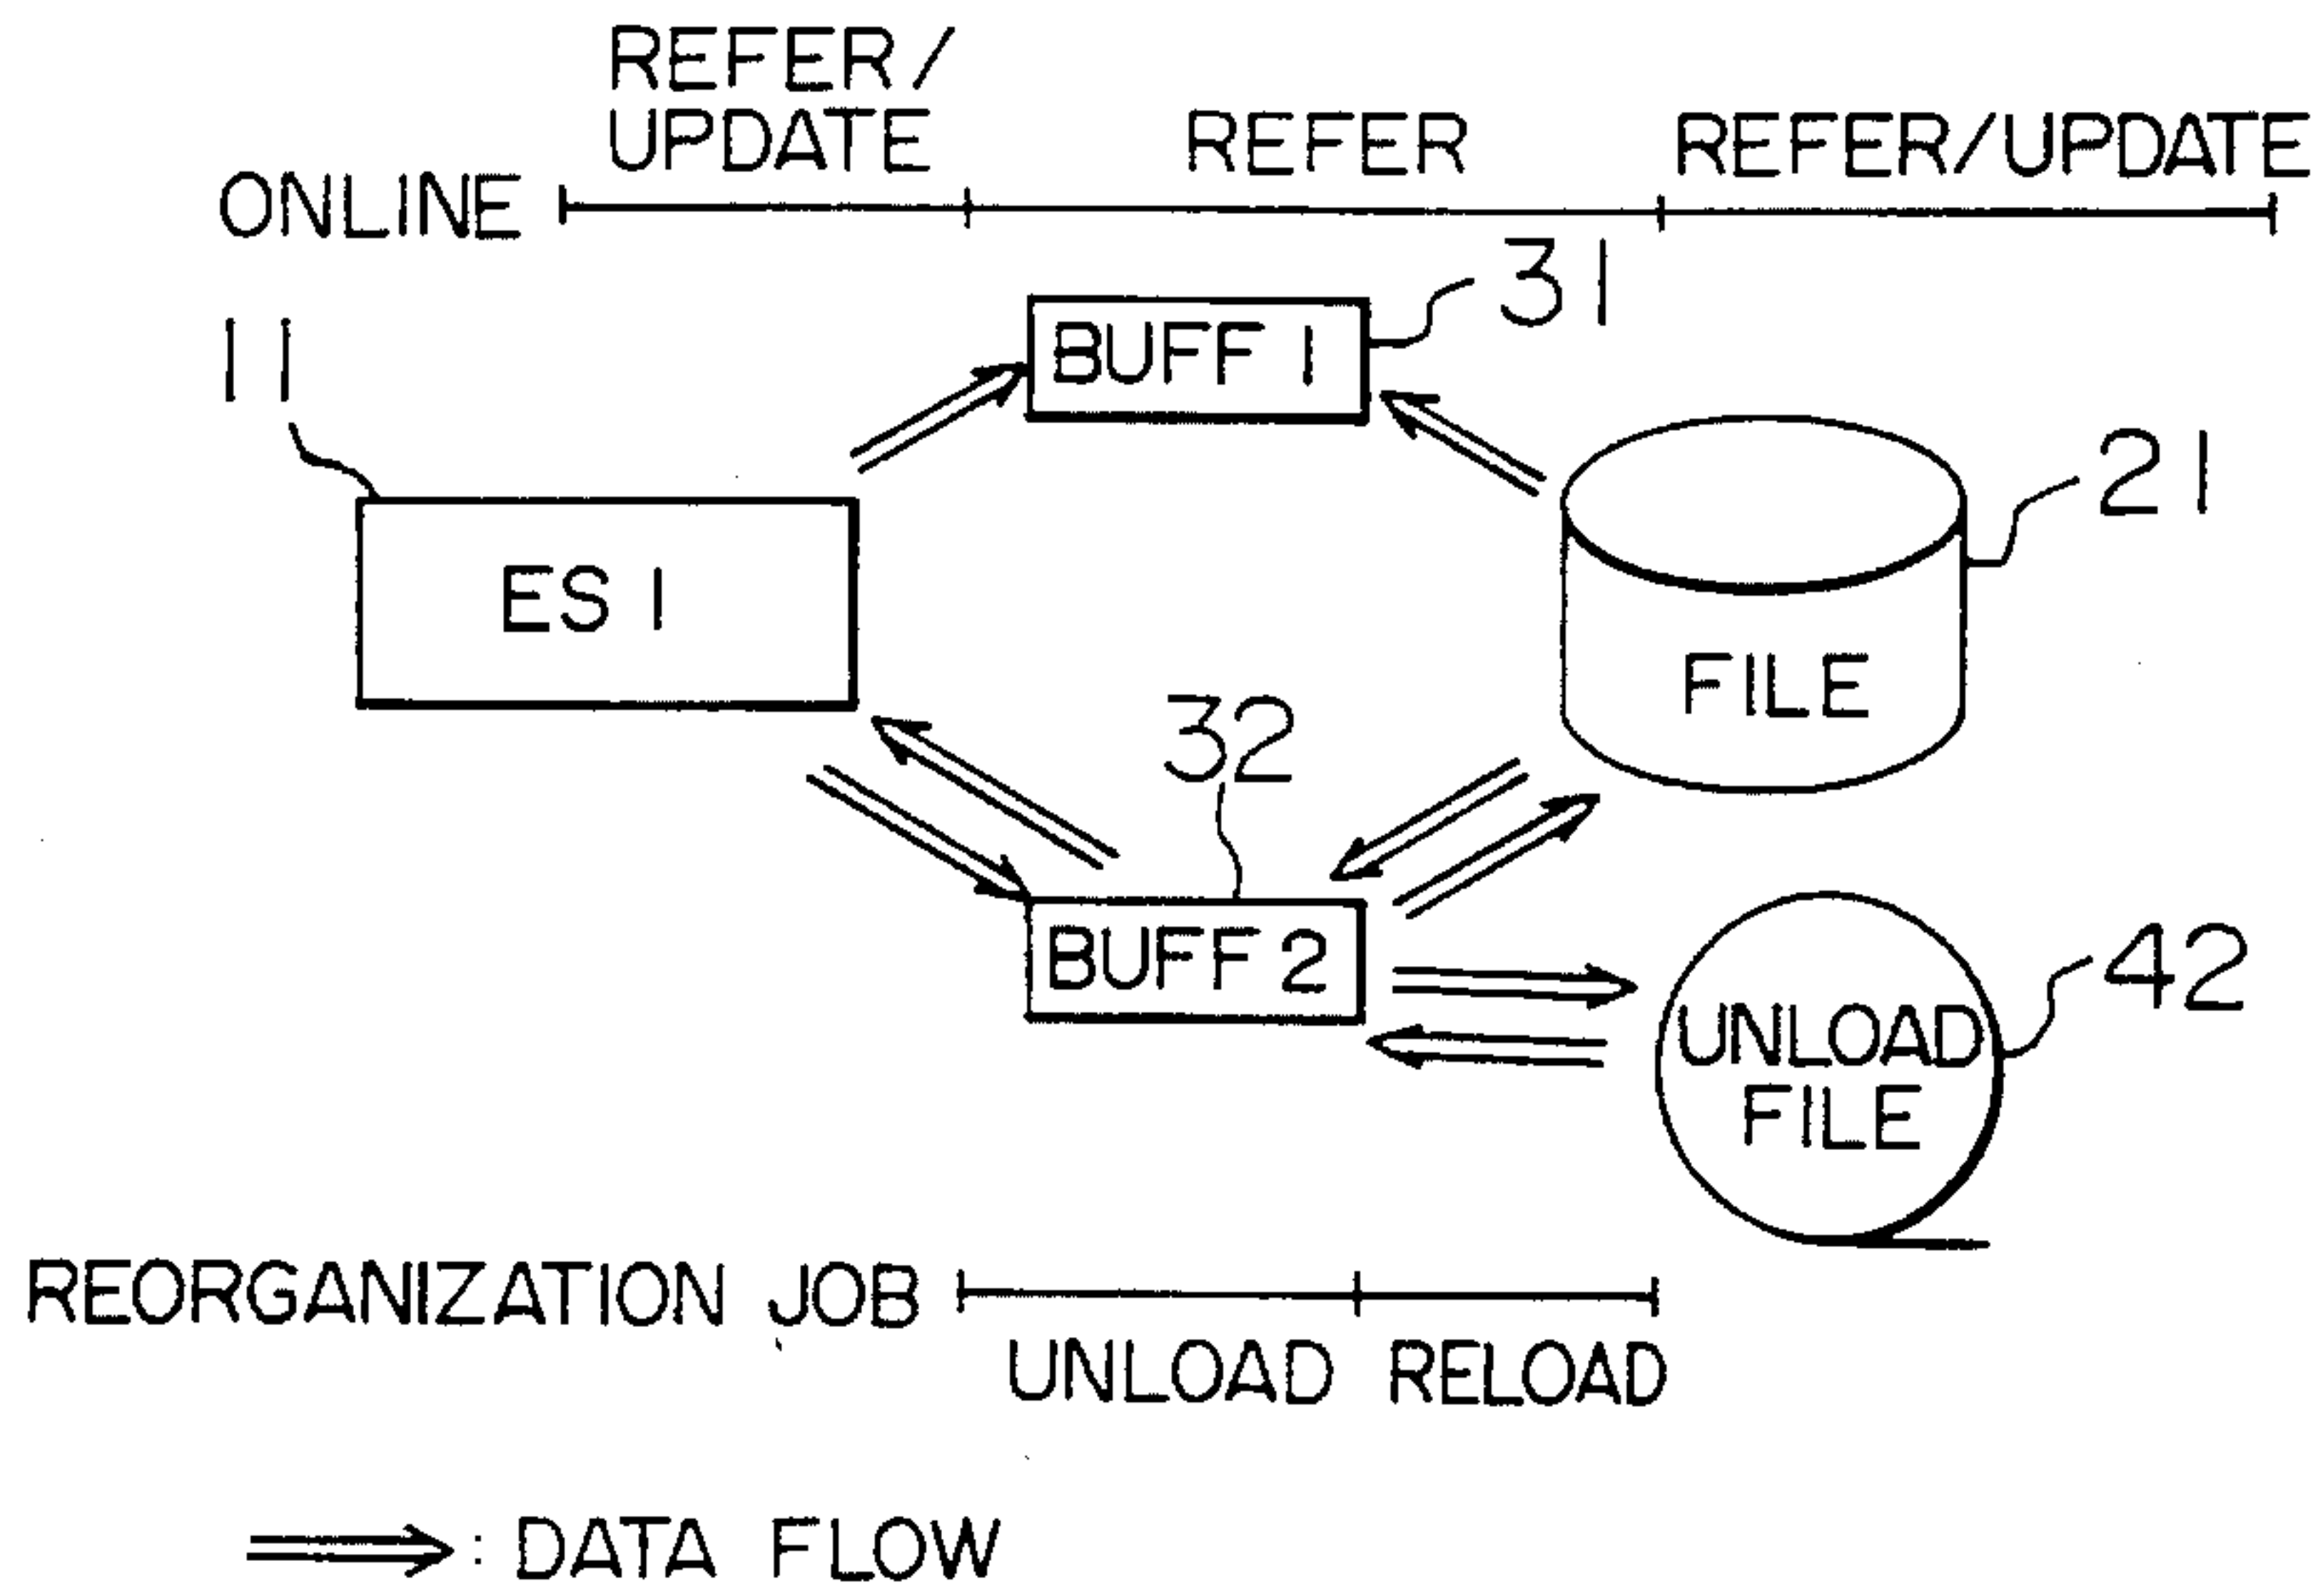 REFER/
UPDATE
REFER
REFER/UPDATE
ONLINE
31
11
BUFF 1
21
ES 1
FILE
32
BUFF 2
42
UNLOAD
FILE
REORGANIZATION JOB
UNLOAD RELOAD
: DATA FLOW